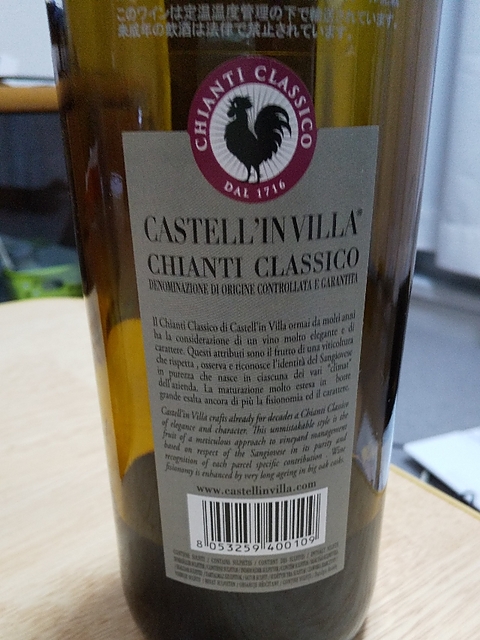 このワインは定温温度管理の下で輸送されています。
未成年の飲酒は法律で禁止されています。
CHIANTI CLASSICO
DAL 1716
CASTELL'IN VILLA®
CHIANTI CLASSICO
DENOMINAZIONE DI ORIGINE CONTROLLATA E GARANTITA
Il Chianti Classico di Castell'in Villa ormai da molti anni
ha la considerazione di un vino molto elegante e di
carattere. Questi attributi sono il frutto di una viticoltura
che rispetta, osserva e riconosce l'identità del Sangiovese
in purezza che nasce in ciascuna dei vari "climat"
dell'azienda. La maturazione molto estesa in botte
grande esalta ancora di più la fisionomia ed il carattere.
Castell'in Villa crafts already for decades a Chianti Classico
of elegance and character. This unmistakable style is the
fruit of a meticulous approach to vineyard management
based on respect of the Sangiovese in its purity and
recognition of each parcel specific contribution. Wine
fisionomy is enhanced by very long ageing in big oak casks.
www.castellinvilla.com
8 053259 400109